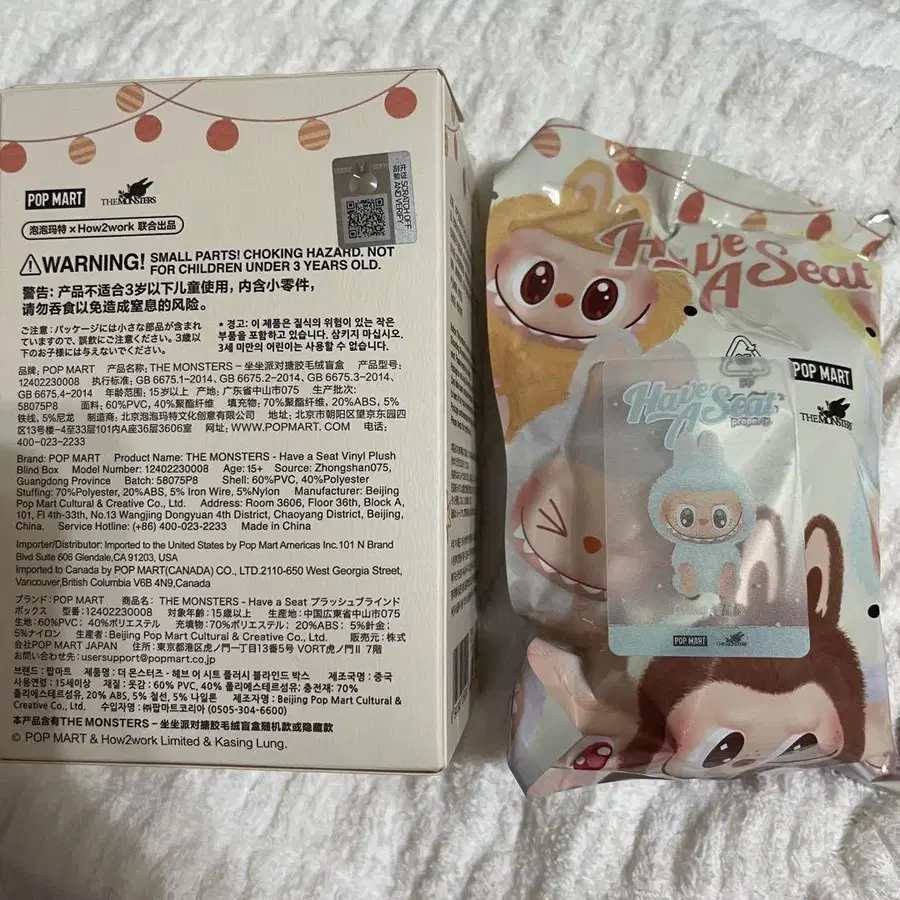 POP MART
THE MONSTERS
开涂层刮验
SCRATCH OFF
AND VERIFY
泡泡玛特 × How2work 联合出品
WARNING! SMALL PARTS! CHOKING HAZARD. NOT
FOR CHILDREN UNDER 3 YEARS OLD.
警告: 产品不适合3岁以下儿童使用，内含小零件，
请勿吞食以免造成窒息的风险。
ご注意：パッケージには小さな部品が含まれ
ていますので、誤飲にご注意ください。3歳以
下のお子様には与えないでください。
* 경고: 이 제품은 질식의 위험이 있는 작은
부품을 포함하고 있습니다. 삼키지 마십시오.
3세 미만의 어린이는 사용할 수 없습니다.
品牌: POP MART 产品名称: THE MONSTERS – 坐坐派对搪胶毛绒盲盒 产品型号:
12402230008 执行标准: GB 6675.1–2014、GB 6675.2–2014、GB 6675.3–2014、
GB 6675.4–2014 年龄范围: 15岁以上 产地: 广东省中山市075 生产批次:
58075P8 面料: 60%PVC, 40%聚酯纤维 填充物: 70%聚酯纤维, 20%ABS, 5%
铁线, 5%尼龙 制造商: 北京泡泡玛特文化创意有限公司 地址: 北京市朝阳区望京东园四
区13号楼-4至33层101内A座36层3606室 网址: WWW.POPMART.COM 电话:
400-023-2233
Brand: POP MART Product Name: THE MONSTERS - Have a Seat Vinyl Plush
Blind Box Model Number: 12402230008 Age: 15+ Source: Zhongshan075,
Guangdong Province Batch: 58075P8 Shell: 60%PVC, 40%Polyester
Stuffing: 70%Polyester, 20%ABS, 5% Iron Wire, 5%Nylon Manufacturer: Beijing
Pop Mart Cultural & Creative Co., Ltd. Address: Room 3606, Floor 36th, Block A,
101, Fl 4th-33th, No.13 Wangjing Dongyuan 4th District, Chaoyang District, Beijing,
China. Service Hotline: (+86) 400-023-2233 Made in China
Importer/Distributor: Imported to the United States by Pop Mart Americas Inc.101 N Brand
Blvd Suite 606 Glendale,CA 91203, USA
Imported to Canada by POP MART(CANADA) CO., LTD.2110-650 West Georgia Street,
Vancouver,British Columbia V6B 4N9,Canada
ブランド：POP MART 商品名： THE MONSTERS - Have a Seat プラッシュブラインド
ボックス 型番：12402230008 対象年齢：15歳以上 生産地：中国広東省中山市075
生地：60%PVC、40%ポリエステル 充填物：70%ポリエステル；20%ABS；5%針金；
5%ナイロン 生産者：Beijing Pop Mart Cultural & Creative Co., Ltd. 販売元：株式
会社POP MART JAPAN 住所：東京都港区虎ノ門一丁目13番5号 VORT虎ノ門Ⅱ 7階
お問い合わせ先：usersupport@popmart.co.jp
브랜드 : 팝마트 제품명 : 더 몬스터즈 - 헤브 어 시트 플러시 블라인드 박스 제조국 : 중국
사용연령 : 15세이상 재질 : 겉감: 60% PVC, 40% 폴리에스테르섬유; 충전재: 70%
폴리에스테르섬유, 20% ABS, 5% 철선, 5% 나일론 제조자명 : Beijing Pop Mart Cultural &
Creative Co., Ltd. 수입자명 : ㈜팝마트코리아 (0505-304-6600)
本产品含有THE MONSTERS - 坐坐派对搪胶毛绒盲盒随机款或隐藏款
© POP MART & How2work Limited & Kasing Lung.
Have
A Seat
PP
POP MART
THE MONSTERS
Have
A Seat
POP MART